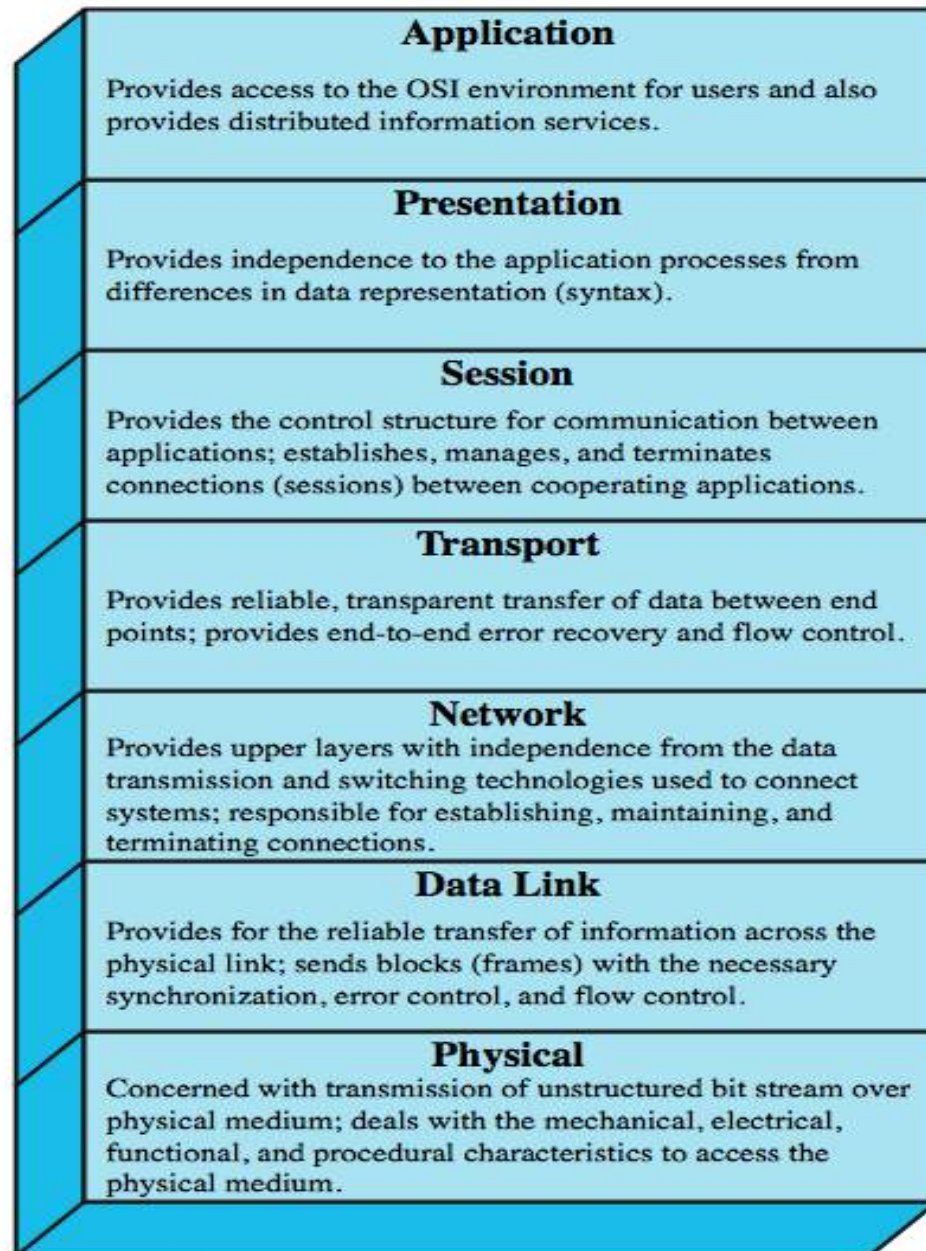 Application
Provides access to the OSI environment for users and also
provides distributed information services.
Presentation
Provides independence to the application processes from
differences in data representation (syntax).
Session
Provides the control structure for communication between
applications; establishes, manages, and terminates
connections (sessions) between cooperating applications.
Transport
Provides reliable, transparent transfer of data between end
points; provides end-to-end error recovery and flow control.
Network
Provides upper layers with independence from the data
transmission and switching technologies used to connect
systems; responsible for establishing, maintaining, and
terminating connections.
Data Link
Provides for the reliable transfer of information across the
physical link; sends blocks (frames) with the necessary
synchronization, error control, and flow control.
Physical
Concerned with transmission of unstructured bit stream over
physical medium; deals with the mechanical, electrical,
functional, and procedural characteristics to access the
physical medium.